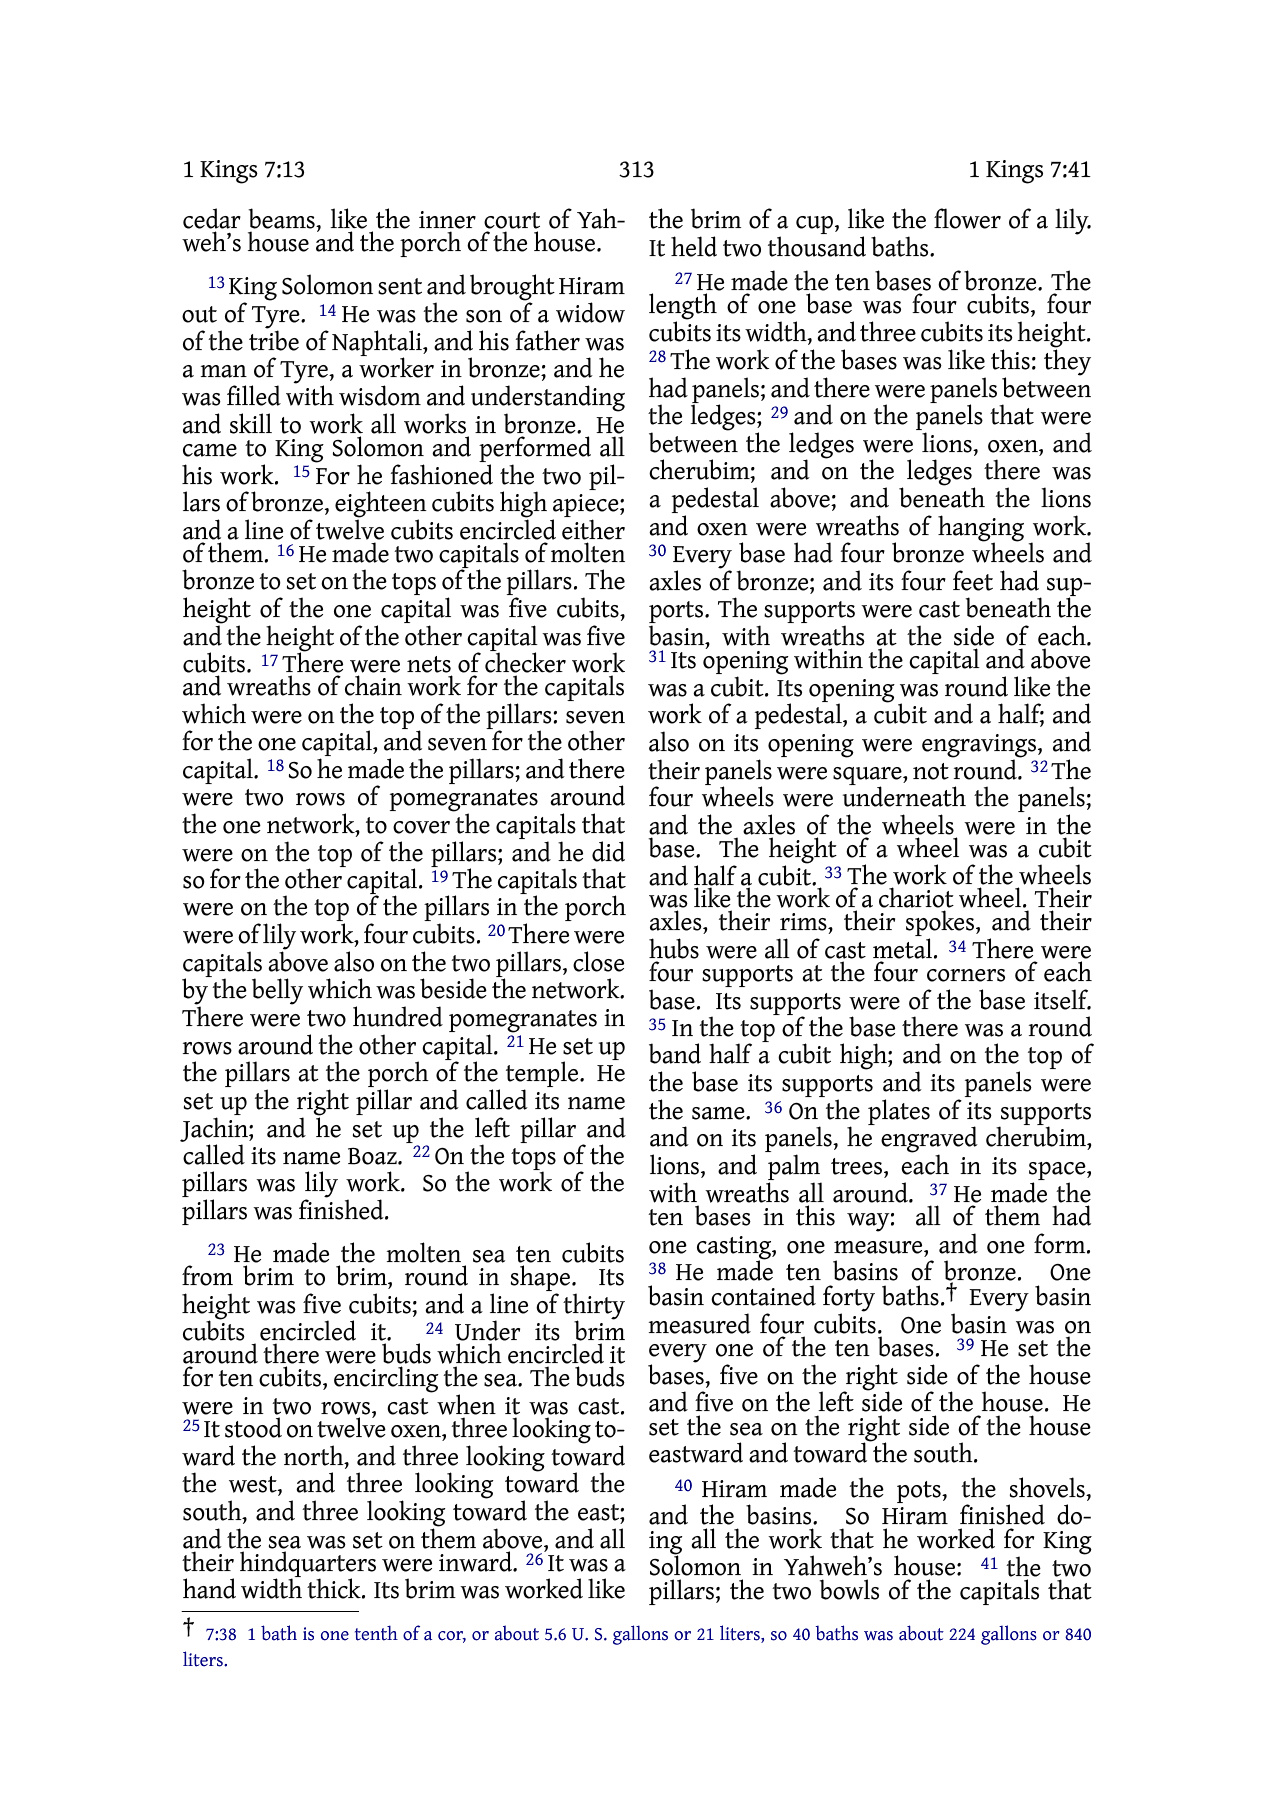 1 Kings 7:13 313 1 Kings 7:41
cedar beams, like the inner court of Yah-
weh’s house and the porch of the house.
13 King Solomon sent and brought Hiram
out of Tyre. 14 He was the son of a widow
of the tribe of Naphtali, and his father was
a man of Tyre, a worker in bronze; and he
was filled with wisdom and understanding
and skill to work all works in bronze. He
came to King Solomon and performed all
his work. 15 For he fashioned the two pil-
lars of bronze, eighteen cubits high apiece;
and a line of twelve cubits encircled either
of them. 16 He made two capitals of molten
bronze to set on the tops of the pillars. The
height of the one capital was five cubits,
and the height of the other capital was five
cubits. 17 There were nets of checker work
and wreaths of chain work for the capitals
which were on the top of the pillars: seven
for the one capital, and seven for the other
capital. 18 So he made the pillars; and there
were two rows of pomegranates around
the one network, to cover the capitals that
were on the top of the pillars; and he did
so for the other capital. 19 The capitals that
were on the top of the pillars in the porch
were of lily work, four cubits. 20 There were
capitals above also on the two pillars, close
by the belly which was beside the network.
There were two hundred pomegranates in
rows around the other capital. 21 He set up
the pillars at the porch of the temple. He
set up the right pillar and called its name
Jachin; and he set up the left pillar and
called its name Boaz. 22 On the tops of the
pillars was lily work. So the work of the
pillars was finished.
23 He made the molten sea ten cubits
from brim to brim, round in shape. Its
height was five cubits; and a line of thirty
cubits encircled it. 24 Under its brim
around there were buds which encircled it
for ten cubits, encircling the sea. The buds
were in two rows, cast when it was cast.
25 It stood on twelve oxen, three looking to-
ward the north, and three looking toward
the west, and three looking toward the
south, and three looking toward the east;
and the sea was set on them above, and all
their hindquarters were inward. 26 It was a
hand width thick. Its brim was worked like
the brim of a cup, like the flower of a lily.
It held two thousand baths.
27 He made the ten bases of bronze. The
length of one base was four cubits, four
cubits its width, and three cubits its height.
28 The work of the bases was like this: they
had panels; and there were panels between
the ledges; 29 and on the panels that were
between the ledges were lions, oxen, and
cherubim; and on the ledges there was
a pedestal above; and beneath the lions
and oxen were wreaths of hanging work.
30 Every base had four bronze wheels and
axles of bronze; and its four feet had sup-
ports. The supports were cast beneath the
basin, with wreaths at the side of each.
31 Its opening within the capital and above
was a cubit. Its opening was round like the
work of a pedestal, a cubit and a half; and
also on its opening were engravings, and
their panels were square, not round. 32 The
four wheels were underneath the panels;
and the axles of the wheels were in the
base. The height of a wheel was a cubit
and half a cubit. 33 The work of the wheels
was like the work of a chariot wheel. Their
axles, their rims, their spokes, and their
hubs were all of cast metal. 34 There were
four supports at the four corners of each
base. Its supports were of the base itself.
35 In the top of the base there was a round
band half a cubit high; and on the top of
the base its supports and its panels were
the same. 36 On the plates of its supports
and on its panels, he engraved cherubim,
lions, and palm trees, each in its space,
with wreaths all around. 37 He made the
ten bases in this way: all of them had
one casting, one measure, and one form.
38 He made ten basins of bronze. One
basin contained forty baths.† Every basin
measured four cubits. One basin was on
every one of the ten bases. 39 He set the
bases, five on the right side of the house
and five on the left side of the house. He
set the sea on the right side of the house
eastward and toward the south.
40 Hiram made the pots, the shovels,
and the basins. So Hiram finished do-
ing all the work that he worked for King
Solomon in Yahweh’s house: 41 the two
pillars; the two bowls of the capitals that
† 7:38 1 bath is one tenth of a cor, or about 5.6 U. S. gallons or 21 liters, so 40 baths was about 224 gallons or 840
liters.